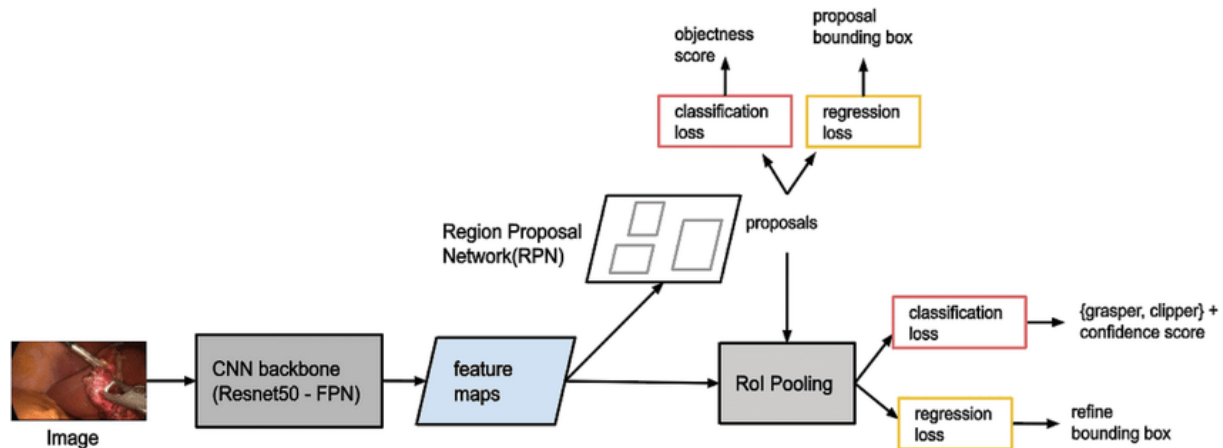 objectness
score
proposal
bounding box
classification
loss
regression
loss
Region Proposal
Network(RPN)
proposals
Image
CNN backbone
(Resnet50 - FPN)
feature
maps
RoI Pooling
classification
loss
{grasper, clipper} +
confidence score
regression
loss
refine
bounding box